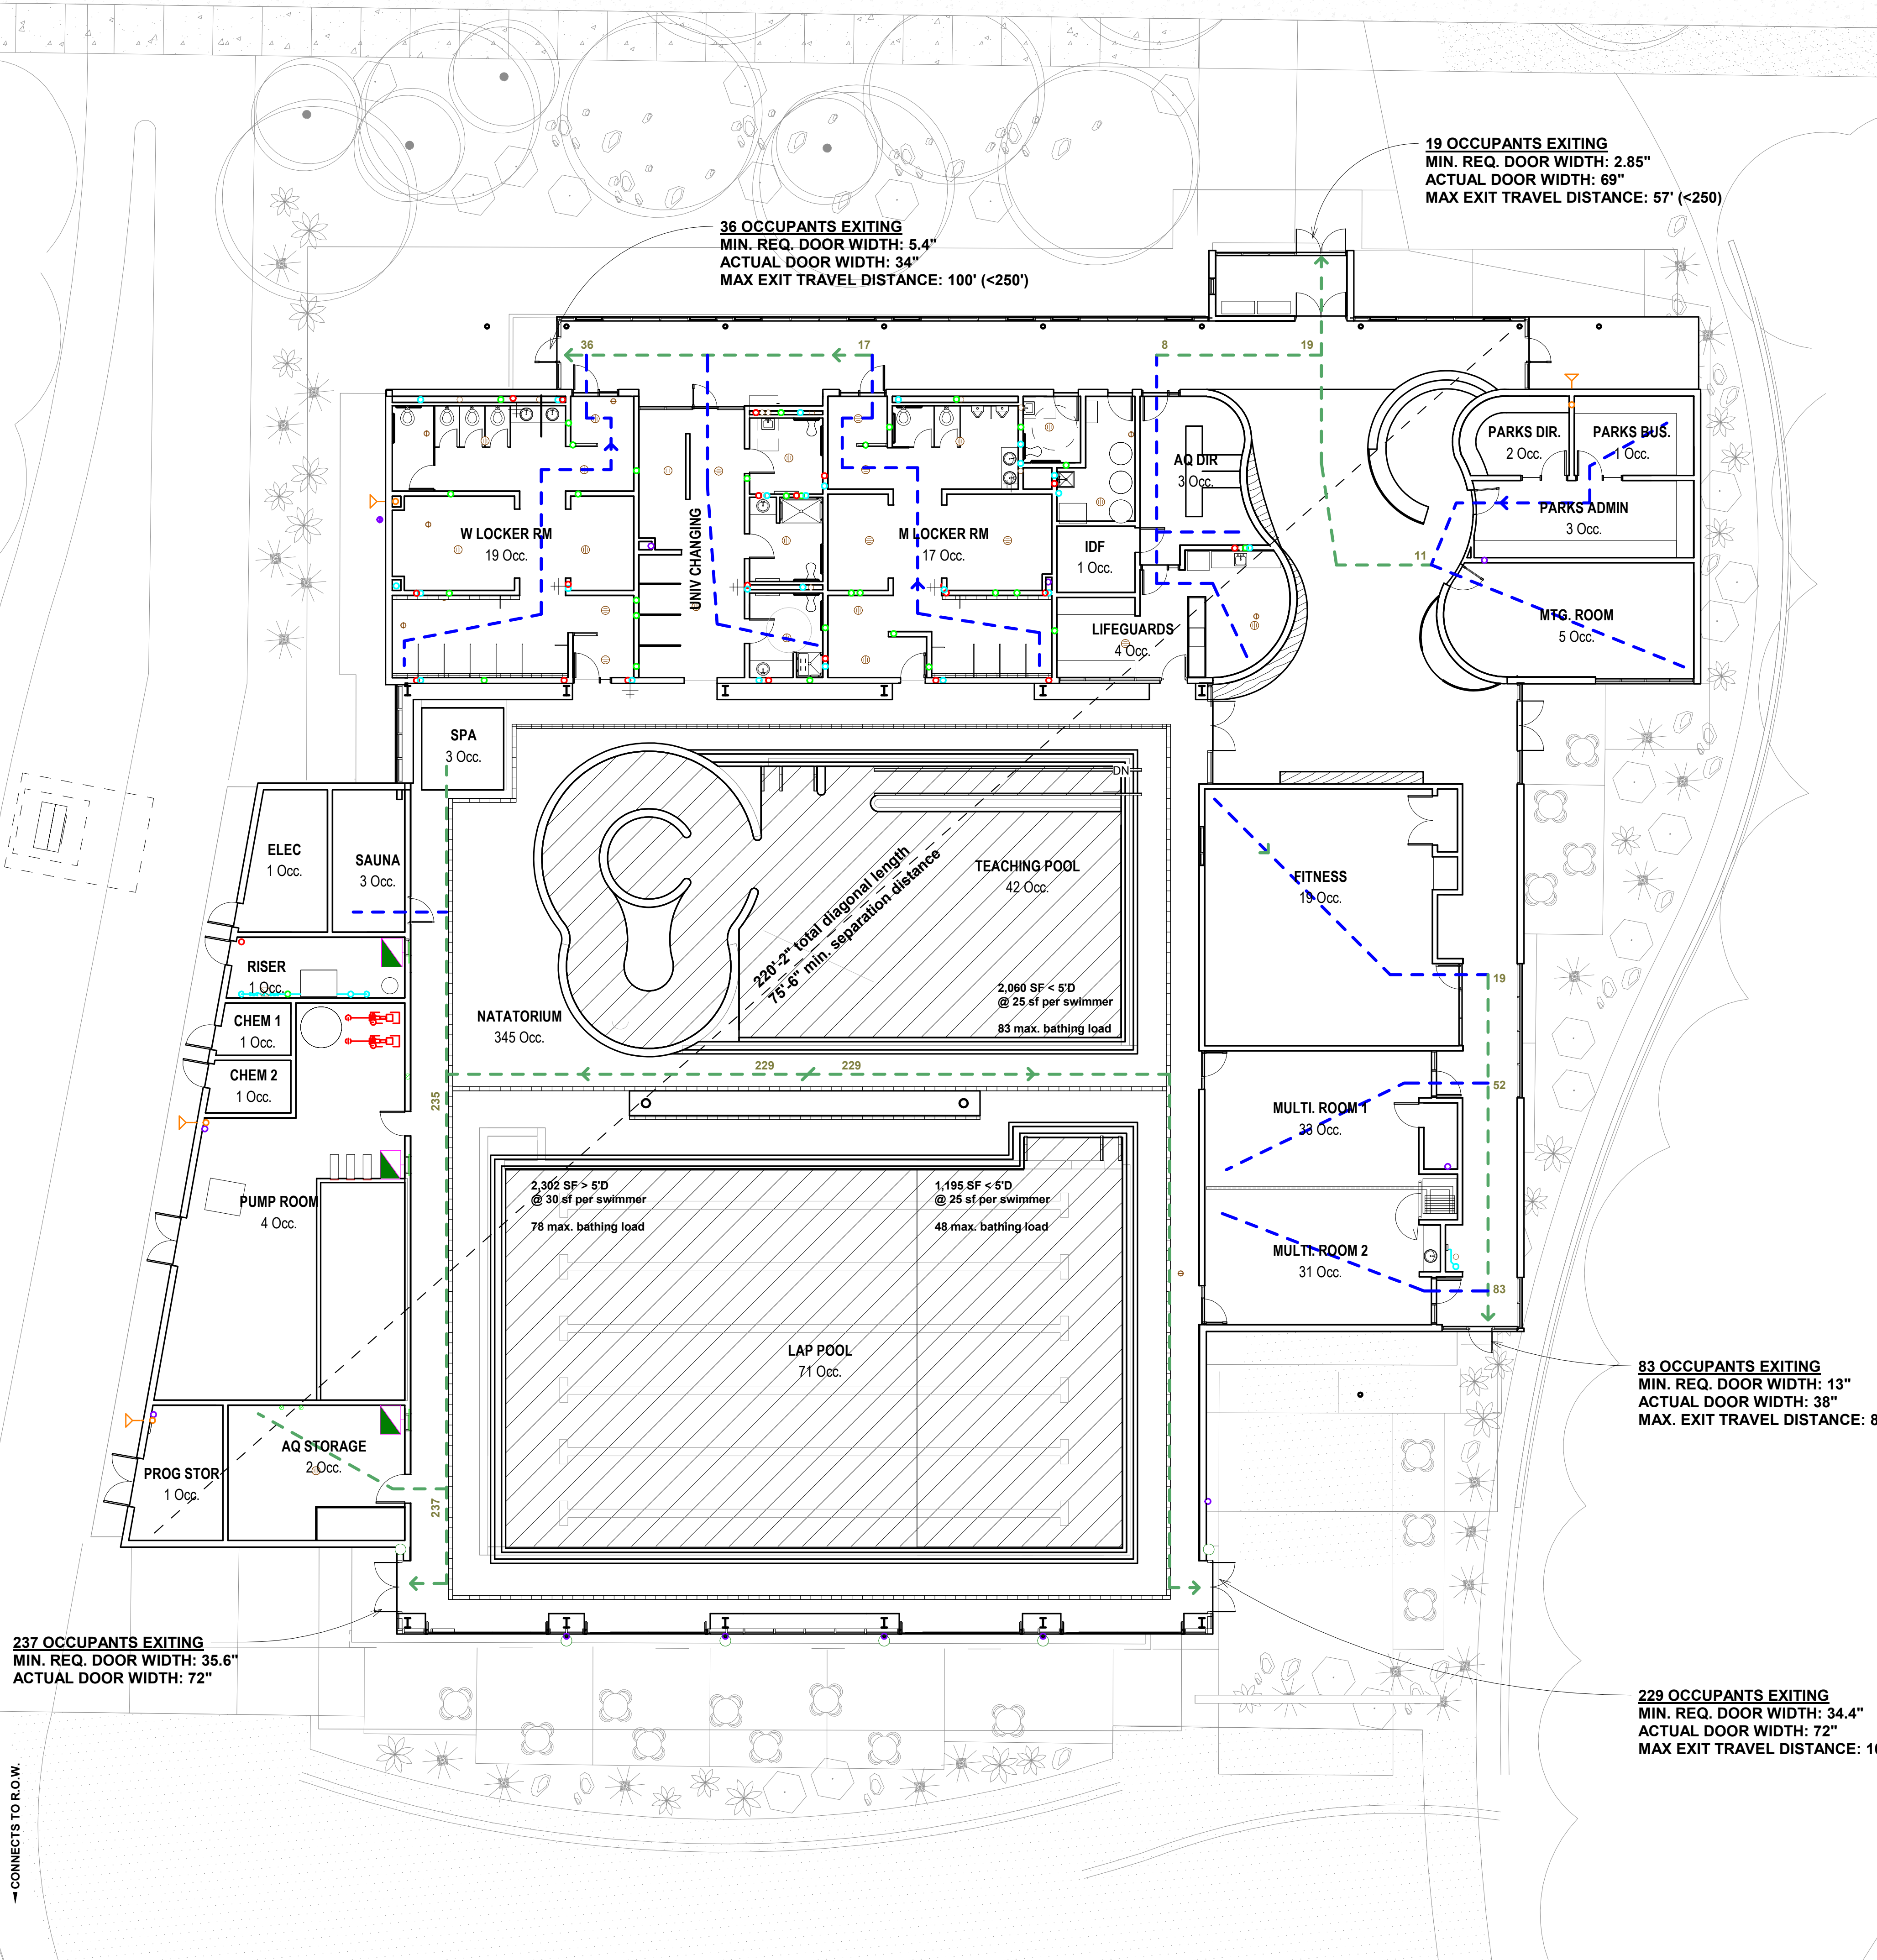 19 OCCUPANTS EXITING
MIN. REQ. DOOR WIDTH: 2.85"
ACTUAL DOOR WIDTH: 69"
MAX EXIT TRAVEL DISTANCE: 57' (<250)
36 OCCUPANTS EXITING
MIN. REQ. DOOR WIDTH: 5.4"
ACTUAL DOOR WIDTH: 34"
MAX EXIT TRAVEL DISTANCE: 100' (<250')
36
17
8
19
PARKS DIR.
2 Occ.
PARKS BUS.
1 Occ.
AQ DIR
3 Occ.
PARKS ADMIN
3 Occ.
W LOCKER RM
19 Occ.
UNIV CHANGING
M LOCKER RM
17 Occ.
IDF
1 Occ.
11
MTG. ROOM
5 Occ.
LIFEGUARDS
4 Occ.
SPA
3 Occ.
DN
ELEC
1 Occ.
SAUNA
3 Occ.
220'-2" total diagonal length
75'-6" min. separation distance
TEACHING POOL
42 Occ.
FITNESS
19 Occ.
RISER
1 Occ.
19
2,060 SF < 5'D
@ 25 sf per swimmer
83 max. bathing load
CHEM 1
1 Occ.
NATATORIUM
345 Occ.
CHEM 2
1 Occ.
229
229
235
52
MULTI. ROOM 1
33 Occ.
2,302 SF > 5'D
@ 30 sf per swimmer
78 max. bathing load
1,195 SF < 5'D
@ 25 sf per swimmer
48 max. bathing load
PUMP ROOM
4 Occ.
MULTI. ROOM 2
31 Occ.
83
LAP POOL
71 Occ.
83 OCCUPANTS EXITING
MIN. REQ. DOOR WIDTH: 13"
ACTUAL DOOR WIDTH: 38"
MAX. EXIT TRAVEL DISTANCE: 8
AQ STORAGE
2 Occ.
PROG STOR
1 Occ.
237
237 OCCUPANTS EXITING
MIN. REQ. DOOR WIDTH: 35.6"
ACTUAL DOOR WIDTH: 72"
229 OCCUPANTS EXITING
MIN. REQ. DOOR WIDTH: 34.4"
ACTUAL DOOR WIDTH: 72"
MAX EXIT TRAVEL DISTANCE: 1
CONNECTS TO R.O.W.